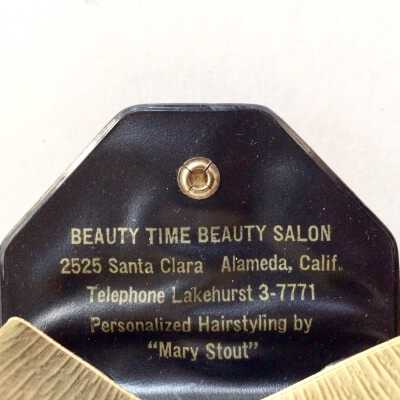 BEAUTY TIME BEAUTY SALON
2525 Santa Clara Alameda, Calif.
Telephone Lakehurst 3-7771
Personalized Hairstyling by
"Mary Stout"